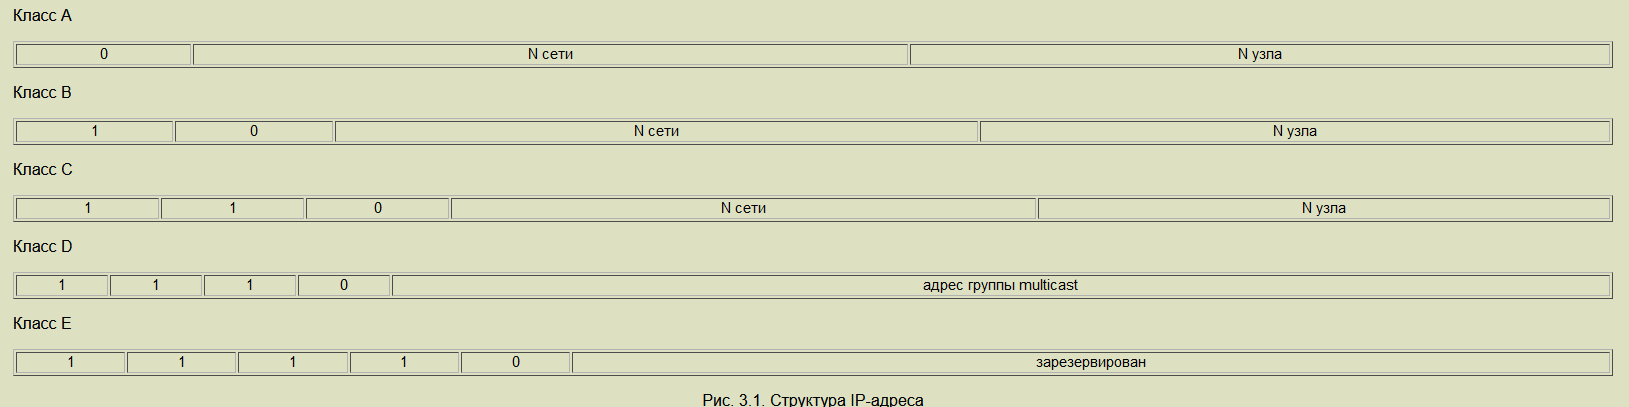 Класс A
0 N сети N узла
Класс B
1 0 N сети N узла
Класс C
1 1 0 N сети N узла
Класс D
1 1 1 0 адрес группы multicast
Класс E
1 1 1 1 0 зарезервирован
Рис. 3.1. Структура IP-адреса